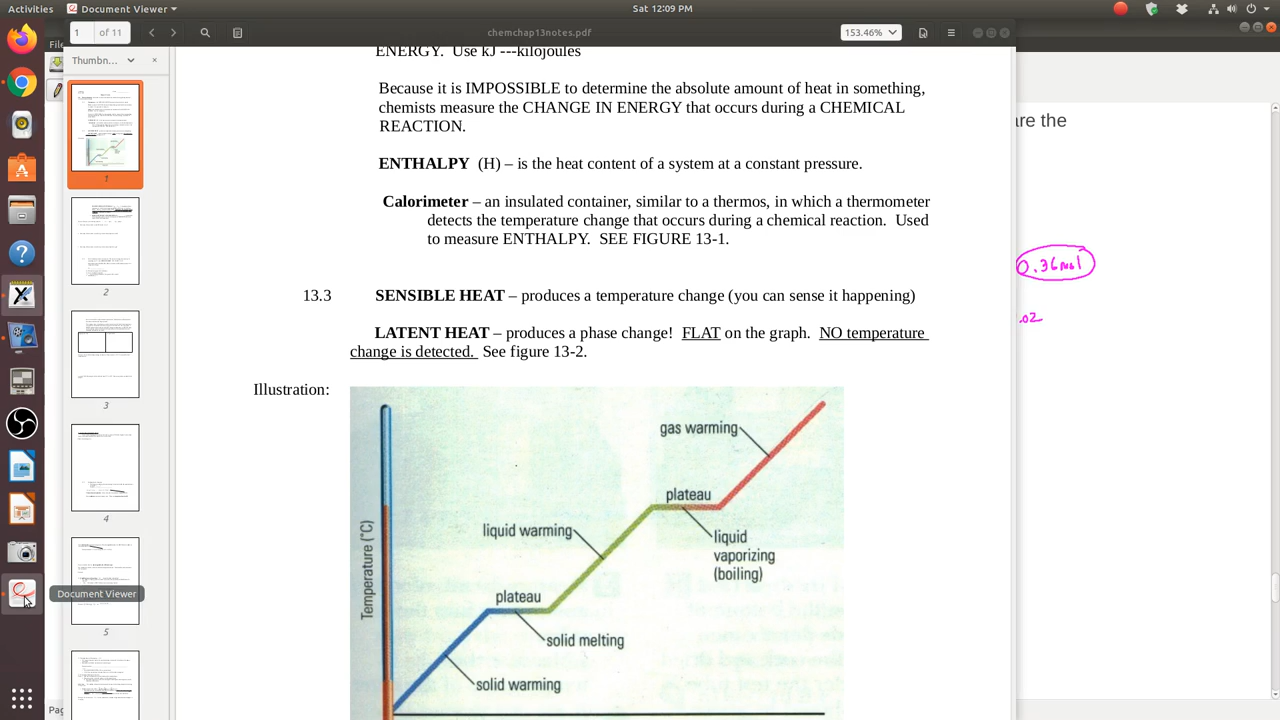 Activities
Document Viewer
Sat 12:09 PM
1
of 11
chemchap13notes.pdf
153.46%
File
Thumbn...
1
2
3
4
5
Document Viewer
ENERGY. Use kJ ---kilojoules
Because it is IMPOSSIBLE to determine the absolute amount of heat in something,
chemists measure the CHANGE IN ENERGY that occurs during a CHEMICAL
REACTION.
ENTHALPY (H) – is the heat content of a system at a constant pressure.
Calorimeter – an insulated container, similar to a thermos, in which a thermometer
detects the temprature change that occurs during a chemical reaction. Used
to measure ENTHALPY. SEE FIGURE 13-1.
13.3 SENSIBLE HEAT – produces a temperature change (you can sense it happening)
LATENT HEAT – produces a phase change! FLAT on the graph. NO temperature
change is detected. See figure 13-2.
Illustration:
gas warming
plateau
liquid warming
liquid
vaporizing
(boiling)
Temperature (°C)
plateau
solid melting
solid warming
are the
0.36mol
.02
Pag